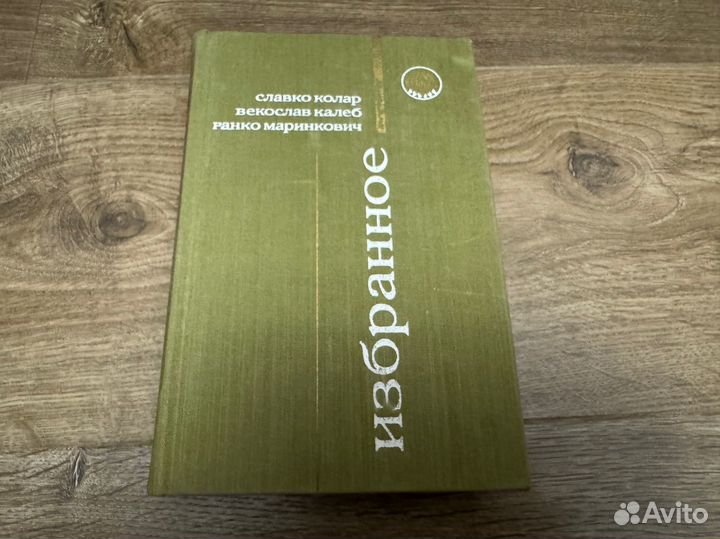 славко колар
векослав калеб
ранко маринкович
избранное
Avito